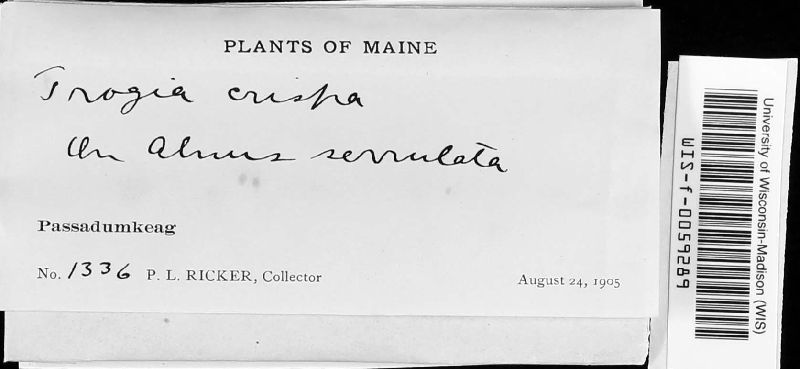 PLANTS OF MAINE
Trogia crispa
On Alnus serrulata
Passadumkeag
No. 1336 P. L. RICKER, Collector
August 24, 1905
University of Wisconsin-Madison (WIS)
WIS-f-0059289